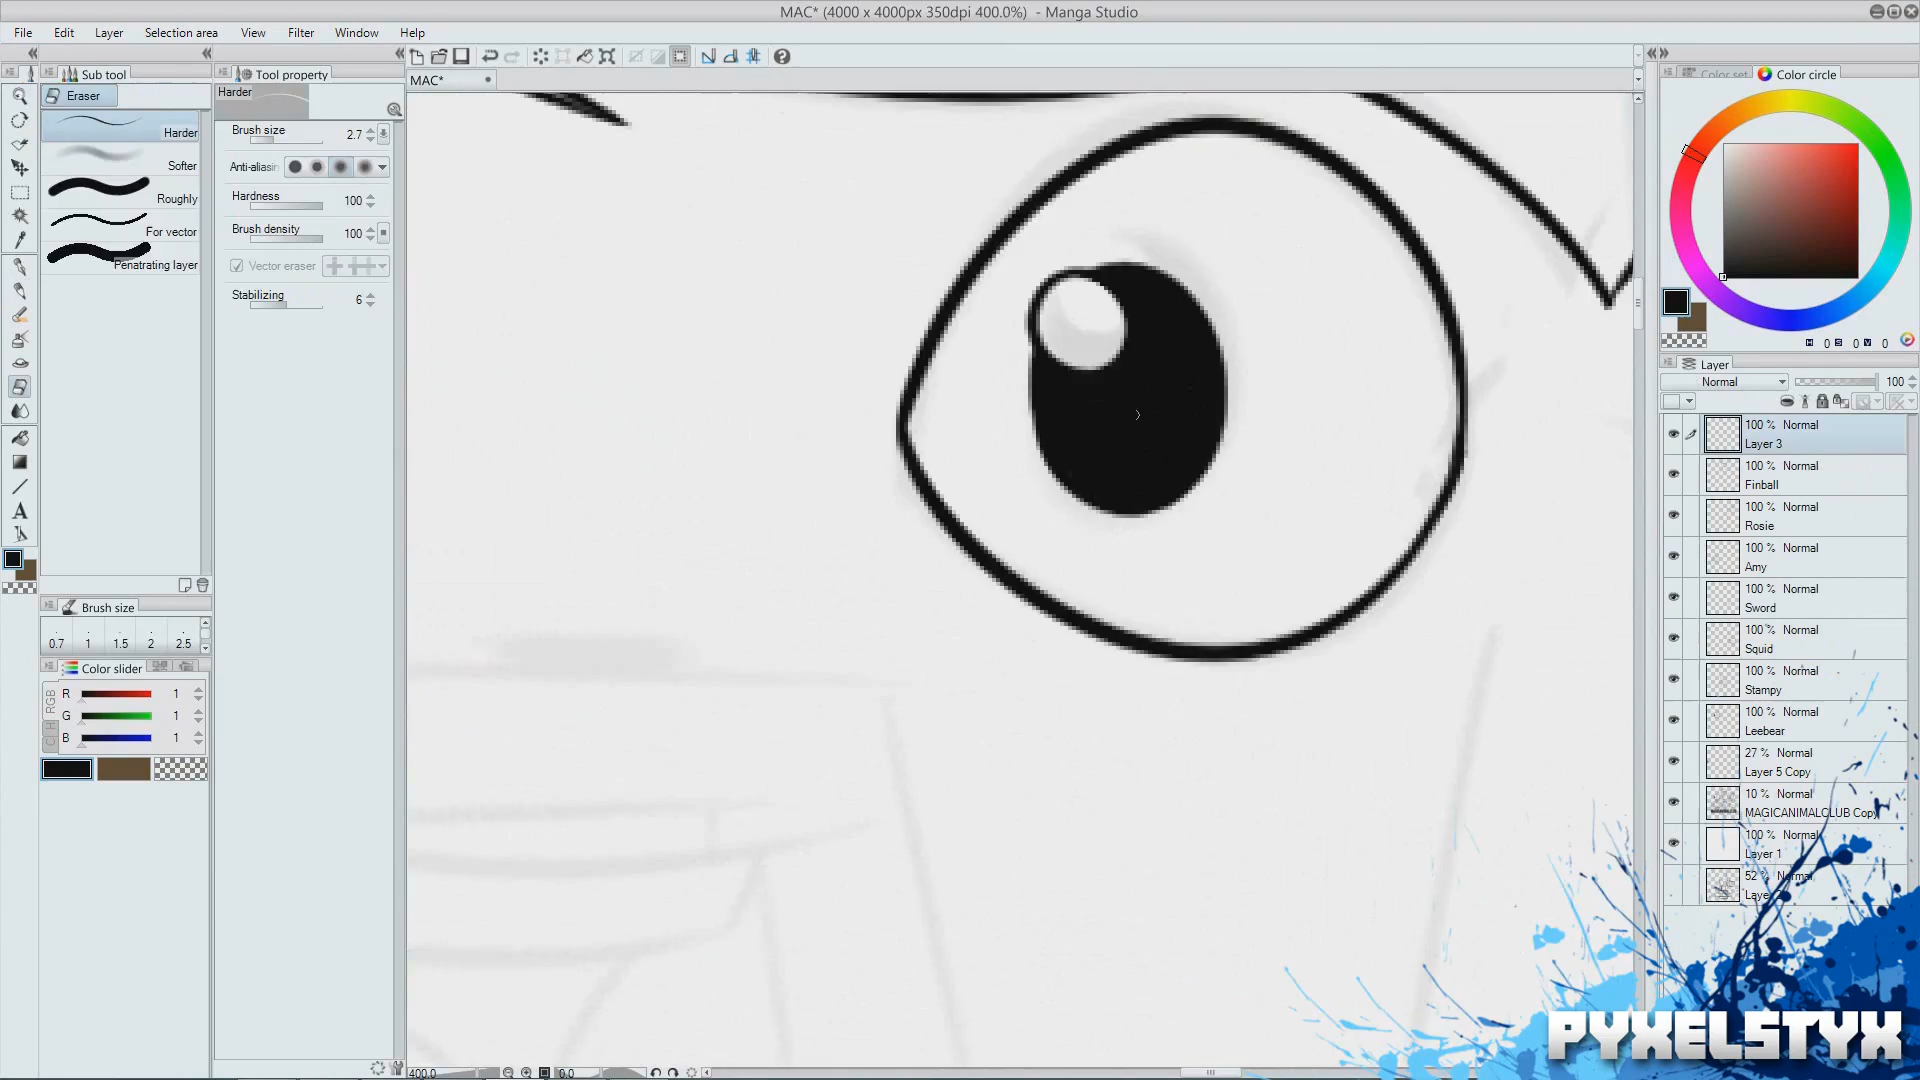 MAC* (4000 x 4000px 350dpi 400.0%) - Manga Studio
File Edit Layer Selection area View Filter Window Help
Sub tool
Tool property
MAC*
Color set
Color circle
Eraser
Harder
Harder
Softer
Roughly
For vector
Penatrating layer
Brush size 2.7
Anti-aliasin
Hardness 100
Brush density 100
Vector eraser
Stabilizing 6
H 0 S 0 V 0
Layer
Normal 100
100 % Normal
Layer 3
100 % Normal
Finball
100 % Normal
Rosie
100 % Normal
Amy
100 % Normal
Sword
100 % Normal
Squid
100 % Normal
Stampy
100 % Normal
Leebear
27 % Normal
Layer 5 Copy
10 % Normal
MAGICANIMALCLUB Copy
100 % Normal
Layer 1
52 % Normal
Brush size
0.7 1 1.5 2 2.5
Color slider
RGB
R 1
G 1
B 1
400.0
0.0
PYXELSTYX